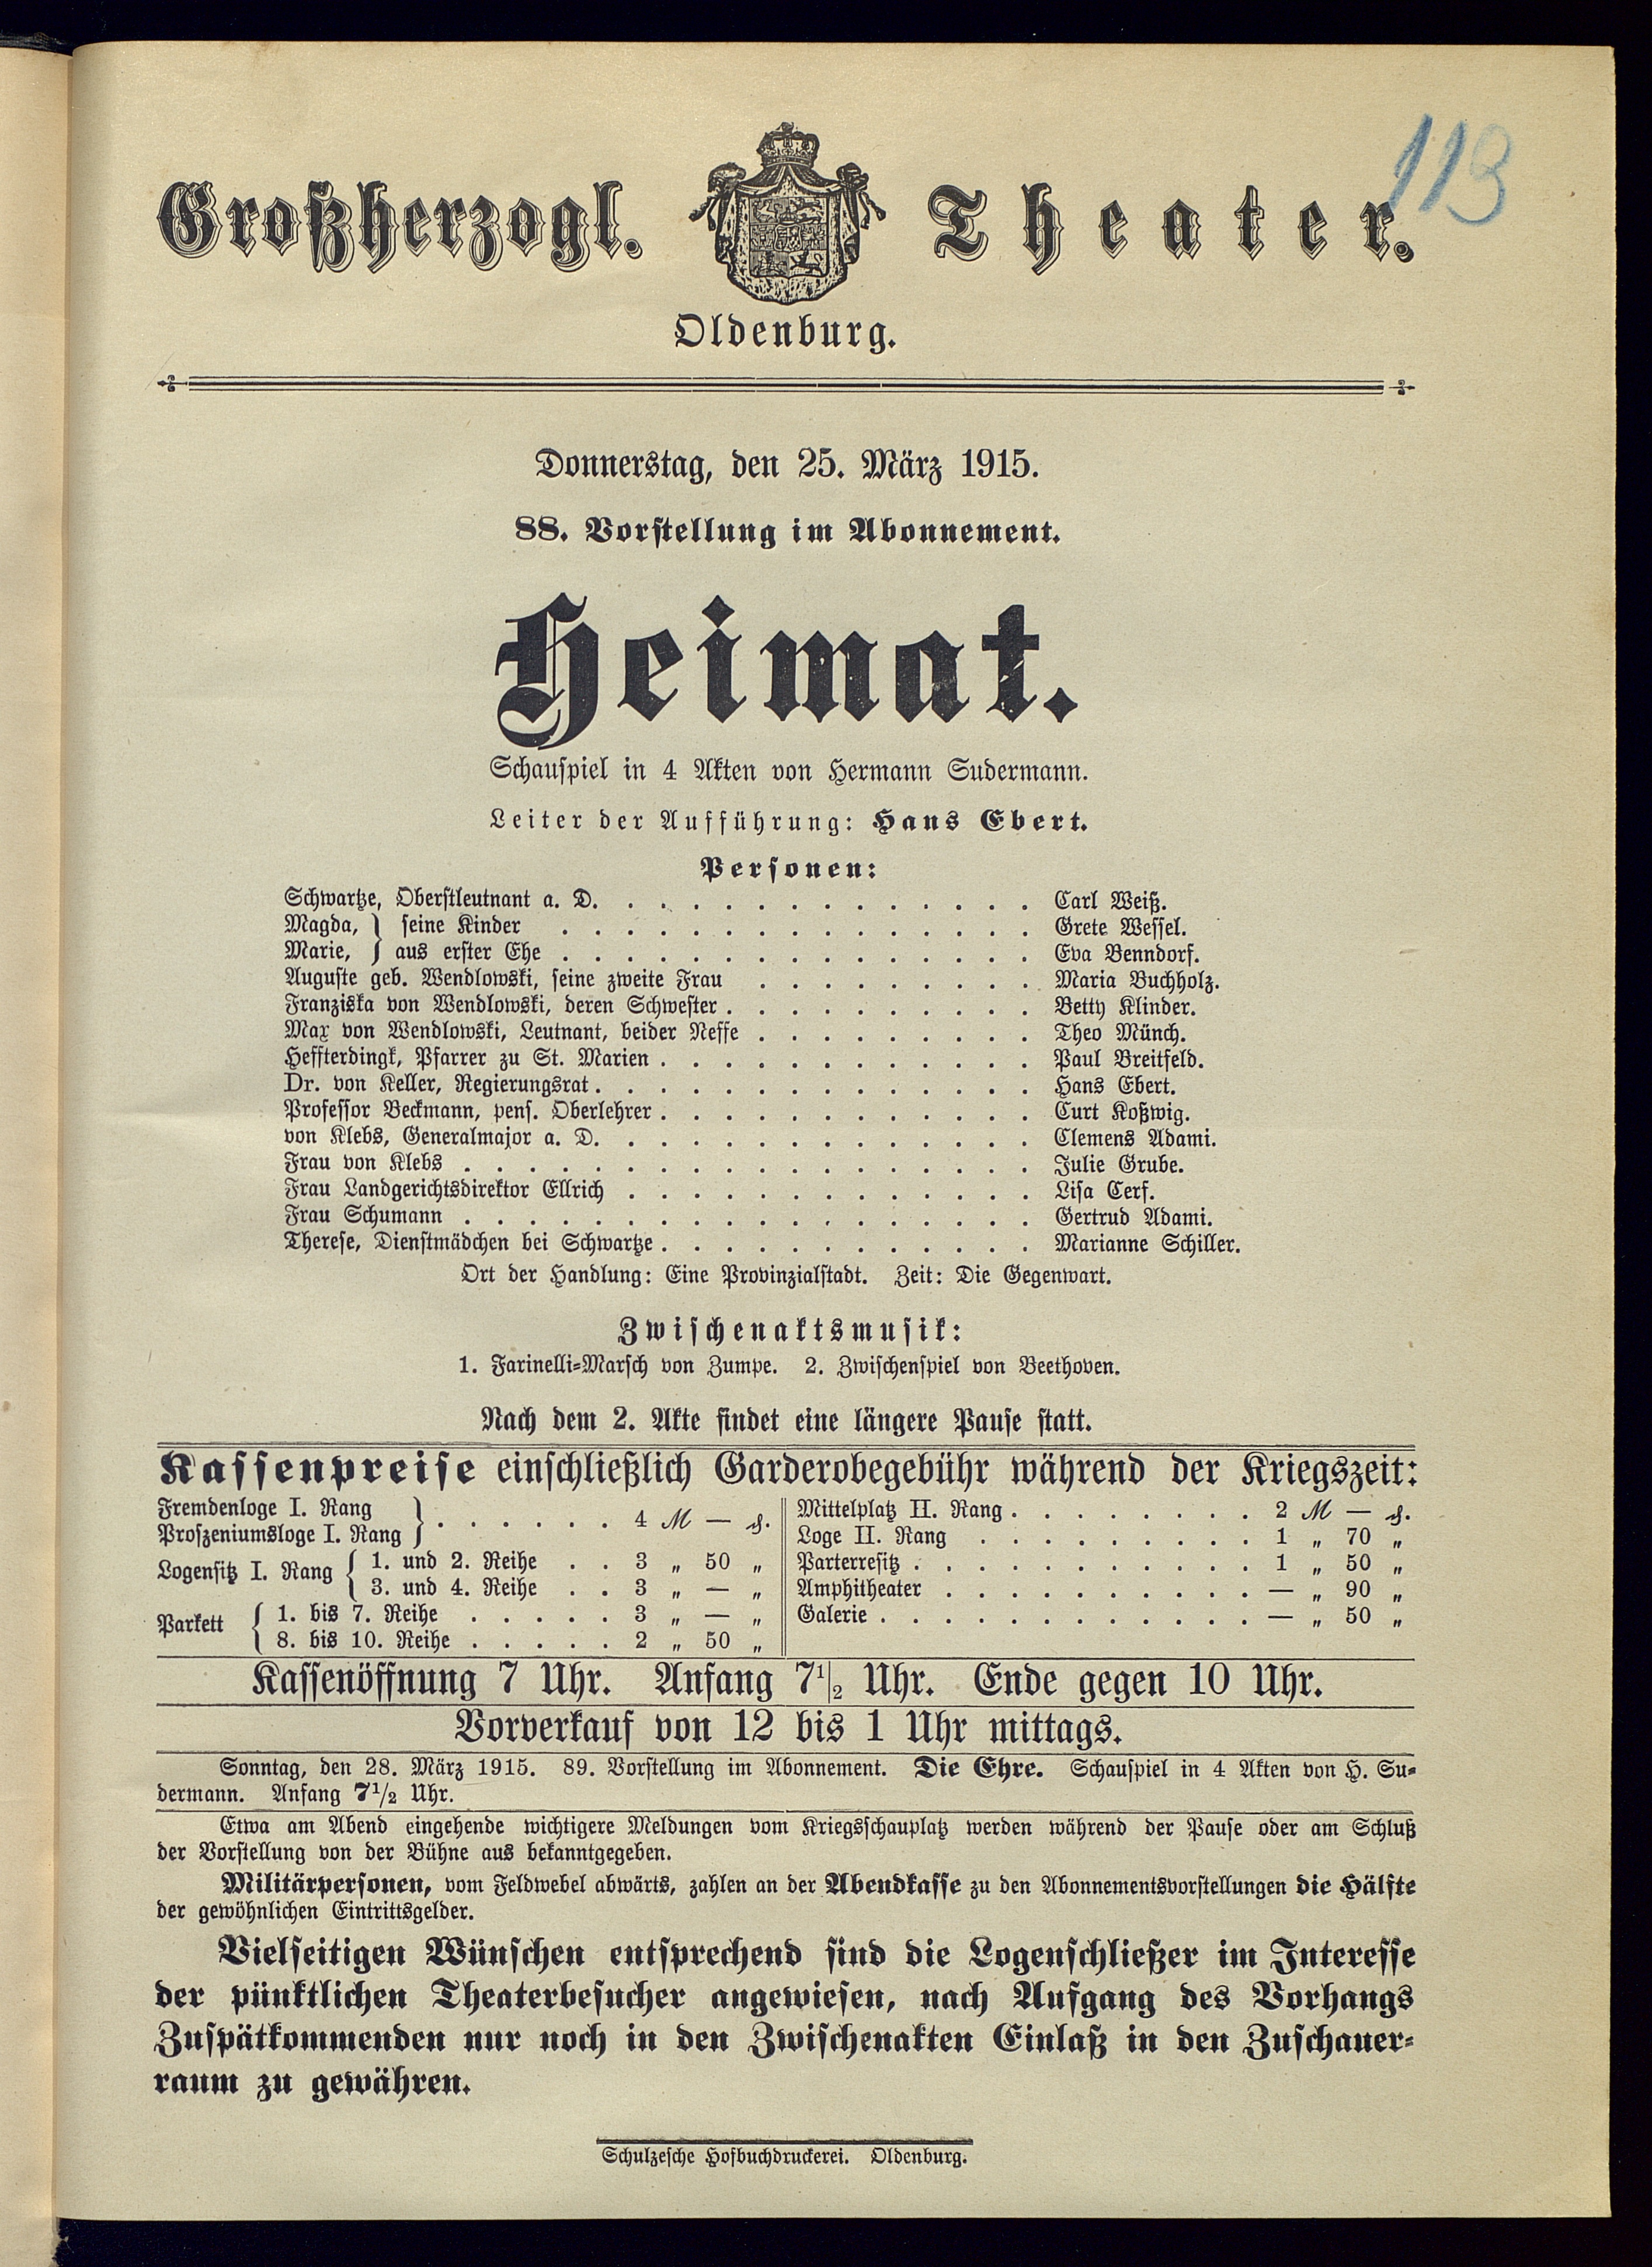 113
Großherzogl. Theater.
Oldenburg.
Donnerstag, den 25. März 1915.
88. Vorstellung im Abonnement.
Heimat.
Schauspiel in 4 Akten von Hermann Sudermann.
Leiter der Aufführung: Hans Ebert.
Personen:
Schwartze, Oberstleutnant a. D. . . . . . . . . . . . . . Carl Weiß.
Magda, } seine Kinder . . . . . . . . . . . . . . . Grete Wessel.
Marie, } aus erster Ehe . . . . . . . . . . . . . . . Eva Benndorf.
Auguste geb. Wendlowski, seine zweite Frau . . . . . . . . . Maria Buchholz.
Franziska von Wendlowski, deren Schwester . . . . . . . . . . Betty Klinder.
Max von Wendlowski, Leutnant, beider Neffe . . . . . . . . . Theo Münch.
Heffterdingk, Pfarrer zu St. Marien . . . . . . . . . . . . Paul Breitfeld.
Dr. von Keller, Regierungsrat . . . . . . . . . . . . . . Hans Ebert.
Professor Beckmann, pens. Oberlehrer . . . . . . . . . . . . Curt Koßwig.
von Klebs, Generalmajor a. D. . . . . . . . . . . . . . Clemens Adami.
Frau von Klebs . . . . . . . . . . . . . . . . . . Julie Grube.
Frau Landgerichtsdirektor Ellrich . . . . . . . . . . . . . Lisa Cerf.
Frau Schumann . . . . . . . . . . . . . . . . . . Gertrud Adami.
Therese, Dienstmädchen bei Schwartze . . . . . . . . . . . . Marianne Schiller.
Ort der Handlung: Eine Provinzialstadt. Zeit: Die Gegenwart.
Zwischenaktsmusik:
1. Farinelli-Marsch von Zumpe. 2. Zwischenspiel von Beethoven.
Nach dem 2. Akte findet eine längere Pause statt.
Kassenpreise einschließlich Garderobegebühr während der Kriegszeit:
Fremdenloge I. Rang
Proszeniumsloge I. Rang } . . . . . . 4 M — ₰.
Logensitz I. Rang { 1. und 2. Reihe . . 3 „ 50 „
3. und 4. Reihe . . 3 „ — „
Parkett { 1. bis 7. Reihe . . . . . 3 „ — „
8. bis 10. Reihe . . . . . 2 „ 50 „
Mittelplatz II. Rang . . . . . . . . 2 M — ₰.
Loge II. Rang . . . . . . . . . 1 „ 70 „
Parterresitz . . . . . . . . . . . 1 „ 50 „
Amphitheater . . . . . . . . . . — „ 90 „
Galerie . . . . . . . . . . . . — „ 50 „
Kassenöffnung 7 Uhr. Anfang 7½ Uhr. Ende gegen 10 Uhr.
Vorverkauf von 12 bis 1 Uhr mittags.
Sonntag, den 28. März 1915. 89. Vorstellung im Abonnement. Die Ehre. Schauspiel in 4 Akten von H. Su-
dermann. Anfang 7½ Uhr.
Etwa am Abend eingehende wichtigere Meldungen vom Kriegsschauplatz werden während der Pause oder am Schluß
der Vorstellung von der Bühne aus bekanntgegeben.
Militärpersonen, vom Feldwebel abwärts, zahlen an der Abendkasse zu den Abonnementsvorstellungen die Hälfte
der gewöhnlichen Eintrittsgelder.
Vielseitigen Wünschen entsprechend sind die Logenschließer im Interesse
der pünktlichen Theaterbesucher angewiesen, nach Aufgang des Vorhangs
Zuspätkommenden nur noch in den Zwischenakten Einlaß in den Zuschauer-
raum zu gewähren.
Schulzesche Hofbuchdruckerei. Oldenburg.